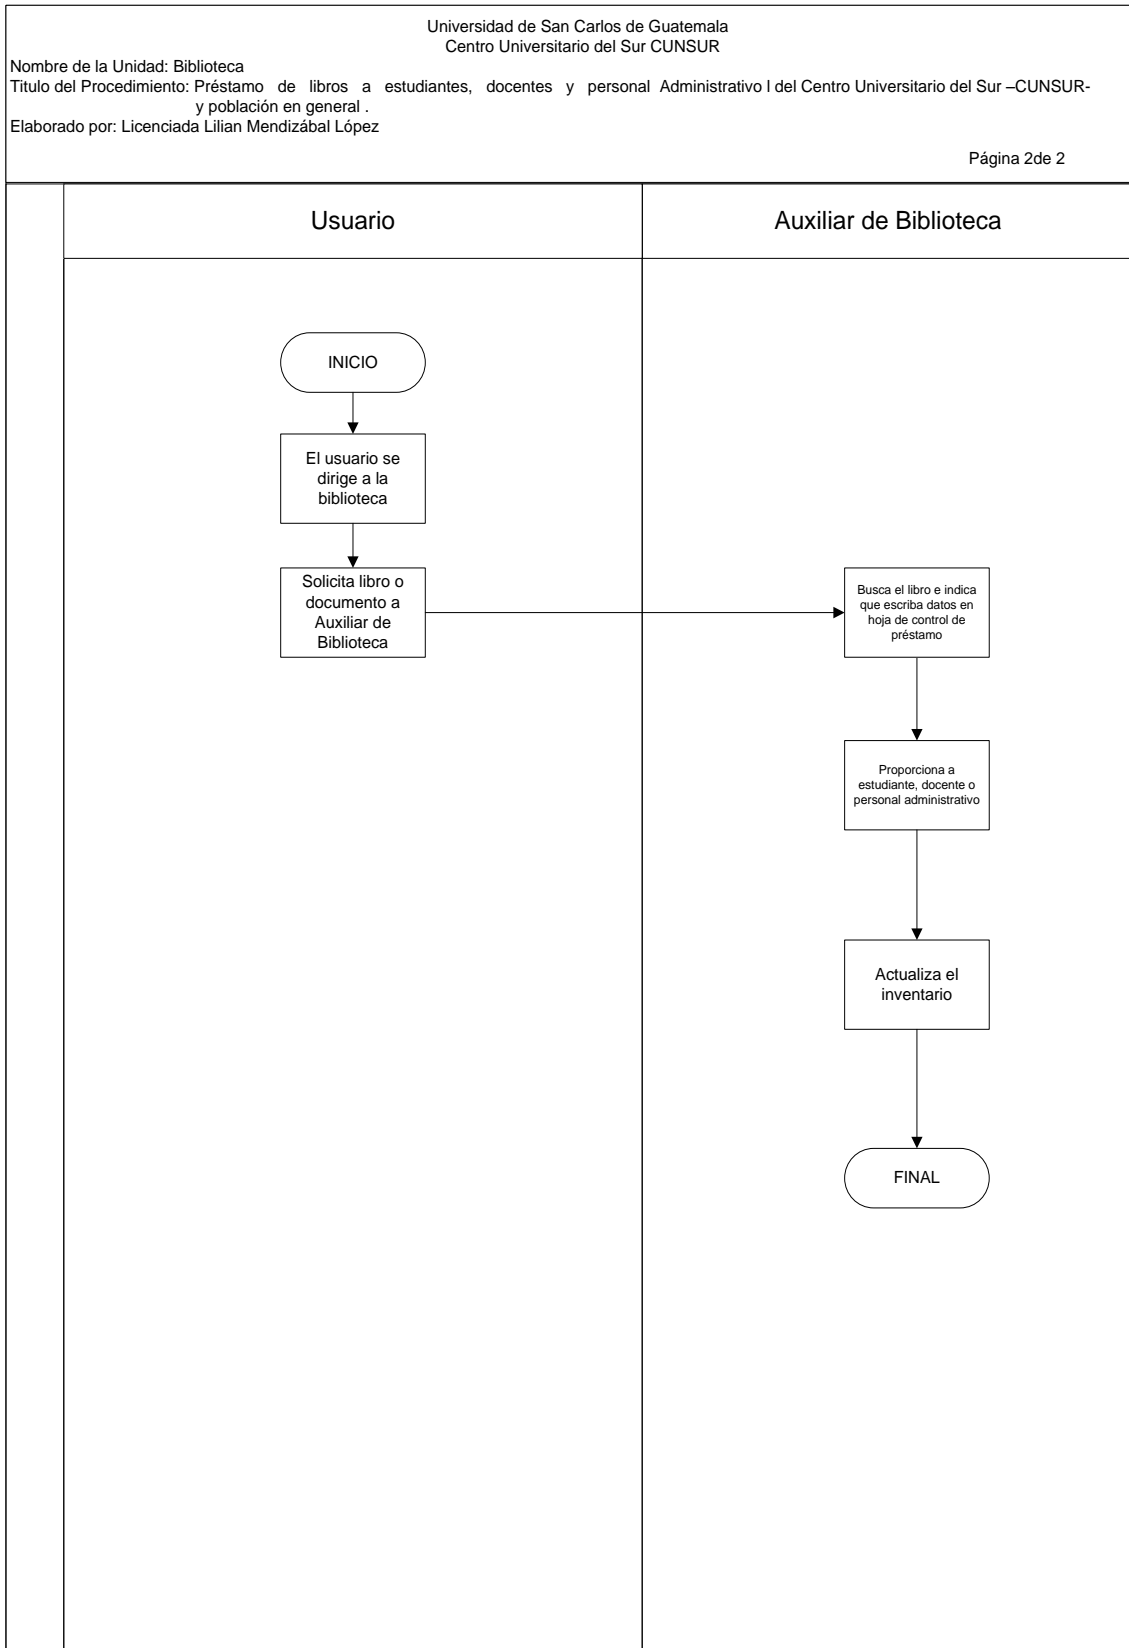 Universidad de San Carlos de Guatemala
Centro Universitario del Sur CUNSUR
Nombre de la Unidad: Biblioteca
Titulo del Procedimiento: Préstamo de libros a estudiantes, docentes y personal Administrativo l del Centro Universitario del Sur –CUNSUR-
y población en general .
Elaborado por: Licenciada Lilian Mendizábal López
Página 2de 2
Usuario
Auxiliar de Biblioteca
INICIO
El usuario se
dirige a la
biblioteca
Solicita libro o
documento a
Auxiliar de
Biblioteca
Busca el libro e indica
que escriba datos en
hoja de control de
préstamo
Proporciona a
estudiante, docente o
personal administrativo
Actualiza el
inventario
FINAL